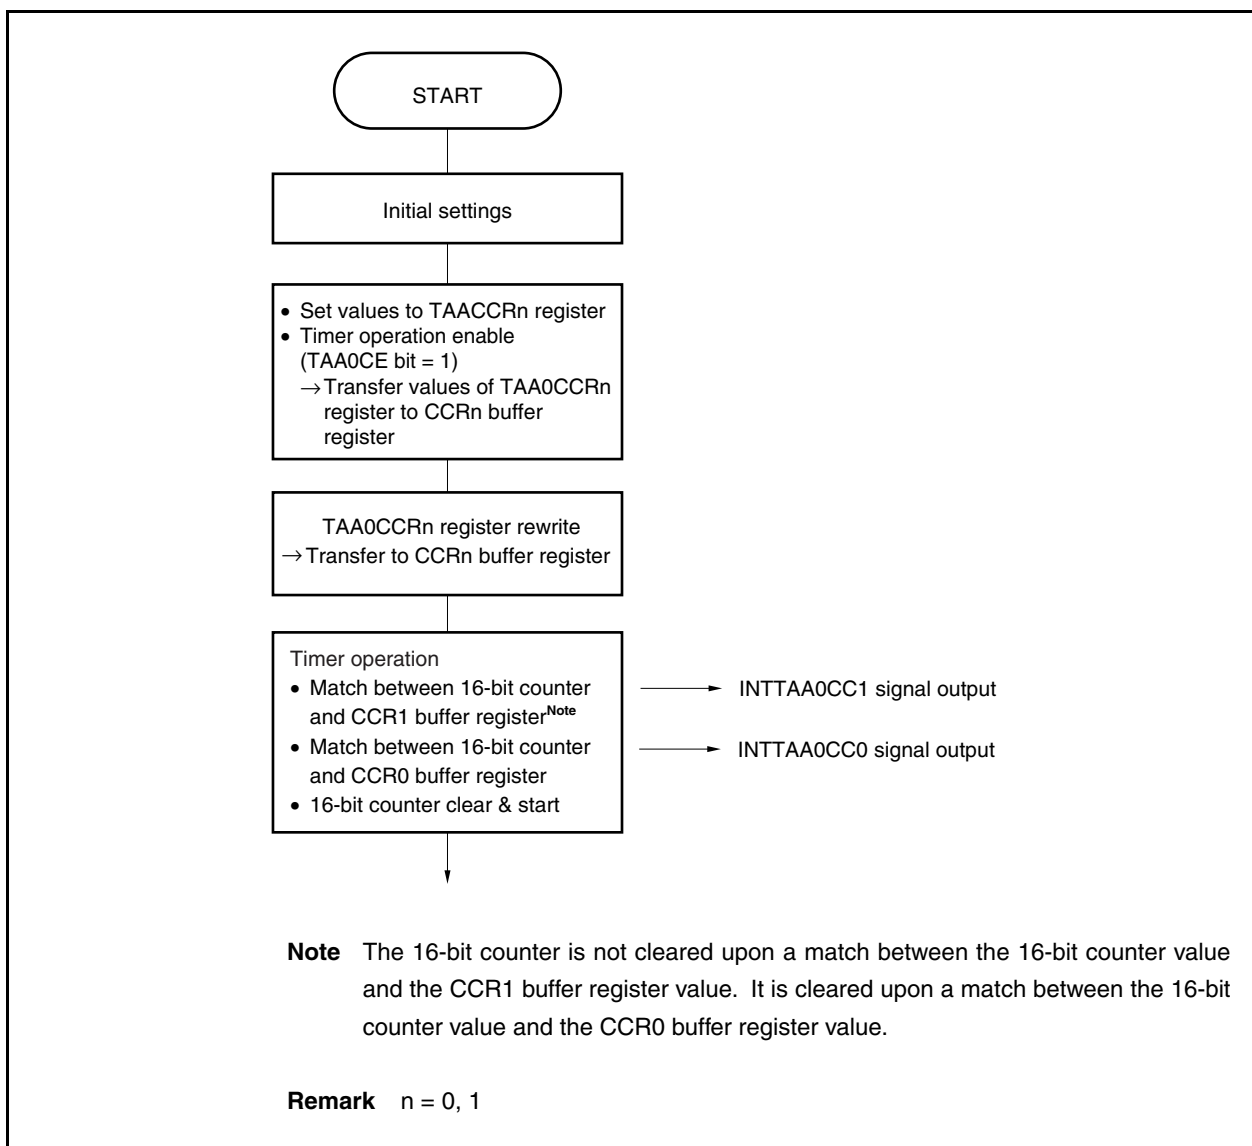 START
Initial settings
• Set values to TAACCRn register
• Timer operation enable
(TAA0CE bit = 1)
→ Transfer values of TAA0CCRn
register to CCRn buffer
register
TAA0CCRn register rewrite
→ Transfer to CCRn buffer register
Timer operation
• Match between 16-bit counter
and CCR1 buffer registerNote
INTTAA0CC1 signal output
• Match between 16-bit counter
and CCR0 buffer register
INTTAA0CC0 signal output
• 16-bit counter clear & start
Note The 16-bit counter is not cleared upon a match between the 16-bit counter value
and the CCR1 buffer register value. It is cleared upon a match between the 16-bit
counter value and the CCR0 buffer register value.
Remark n = 0, 1